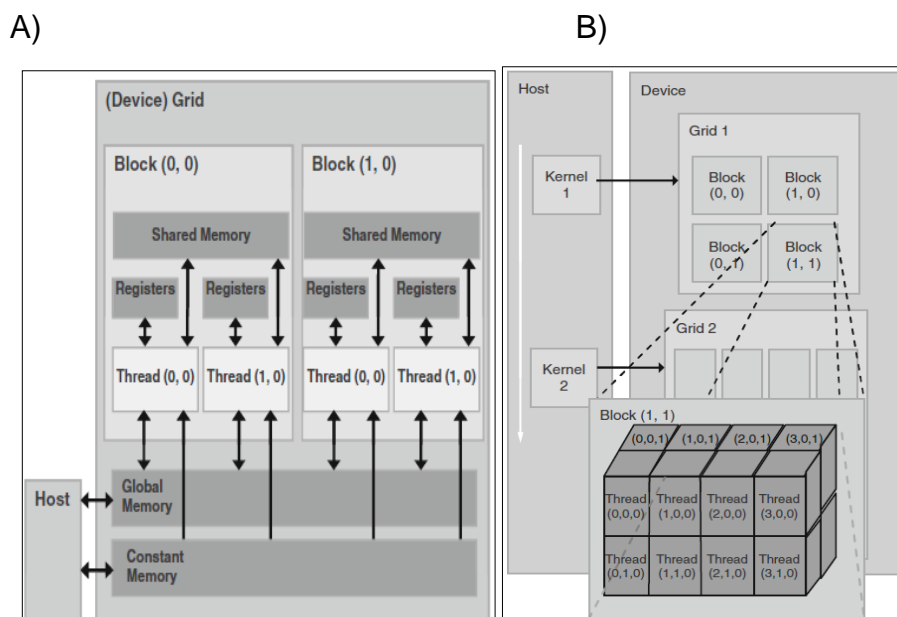 A)
B)
(Device) Grid
Block (0, 0)
Block (1, 0)
Shared Memory
Shared Memory
Registers
Registers
Registers
Registers
Thread (0, 0)
Thread (1, 0)
Thread (0, 0)
Thread (1, 0)
Host
Global
Memory
Constant
Memory
Host
Device
Grid 1
Kernel
1
Block
(0, 0)
Block
(1, 0)
Block
(0, 1)
Block
(1, 1)
Grid 2
Kernel
2
Block (1, 1)
(0,0,1)
(1,0,1)
(2,0,1)
(3,0,1)
Thread
(0,0,0)
Thread
(1,0,0)
Thread
(2,0,0)
Thread
(3,0,0)
Thread
(0,1,0)
Thread
(1,1,0)
Thread
(2,1,0)
Thread
(3,1,0)